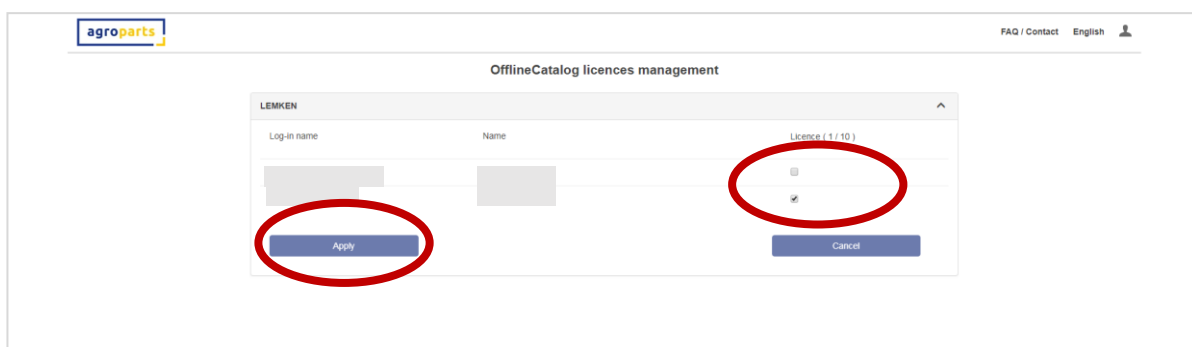 agroparts
FAQ / Contact English
OfflineCatalog licences management
LEMKEN
Log-in name Name Licence ( 1 / 10 )
Apply Cancel